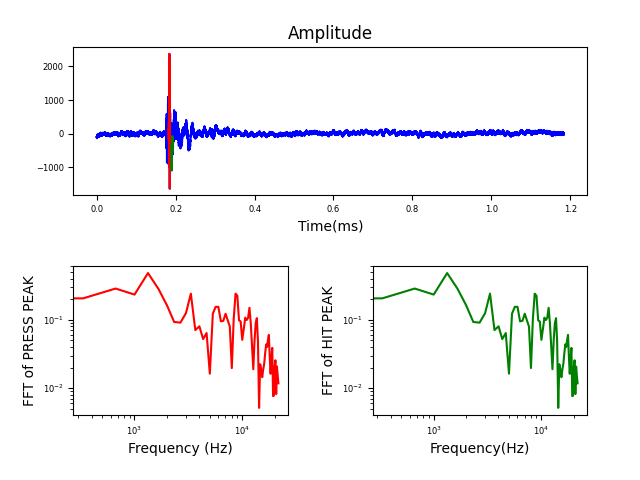 Amplitude
2000
1000
0
−1000
0.0 0.2 0.4 0.6 0.8 1.0 1.2
Time(ms)
FFT of PRESS PEAK
10⁻¹
10⁻²
10³ 10⁴
Frequency (Hz)
FFT of HIT PEAK
10⁻¹
10⁻²
10³ 10⁴
Frequency(Hz)